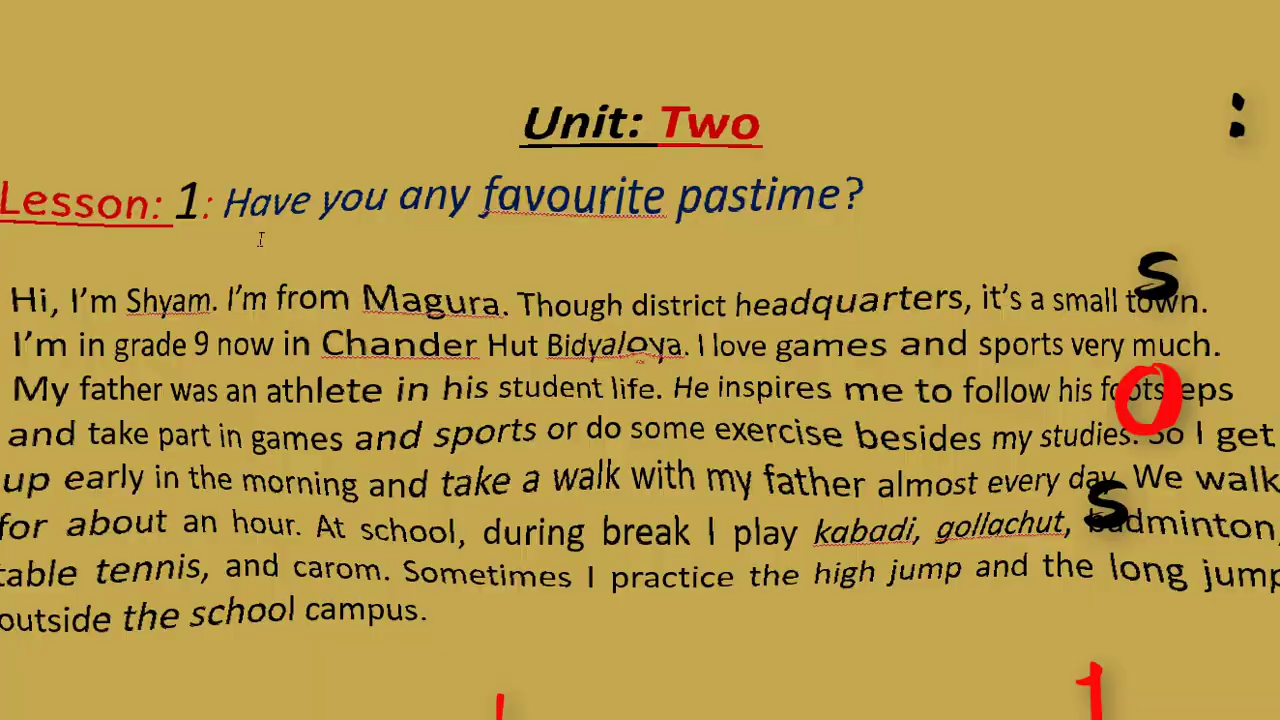 Unit: Two
:
Lesson: 1: Have you any favourite pastime?
Hi, I'm Shyam. I'm from Magura. Though district headquarters, it's a small town.
I'm in grade 9 now in Chander Hut Bidyaloya. I love games and sports very much.
My father was an athlete in his student life. He inspires me to follow his footsteps
and take part in games and sports or do some exercise besides my studies. So I get
up early in the morning and take a walk with my father almost every day. We walk
for about an hour. At school, during break I play kabadi, gollachut, badminton,
table tennis, and carom. Sometimes I practice the high jump and the long jump
outside the school campus.
s
O
s
1